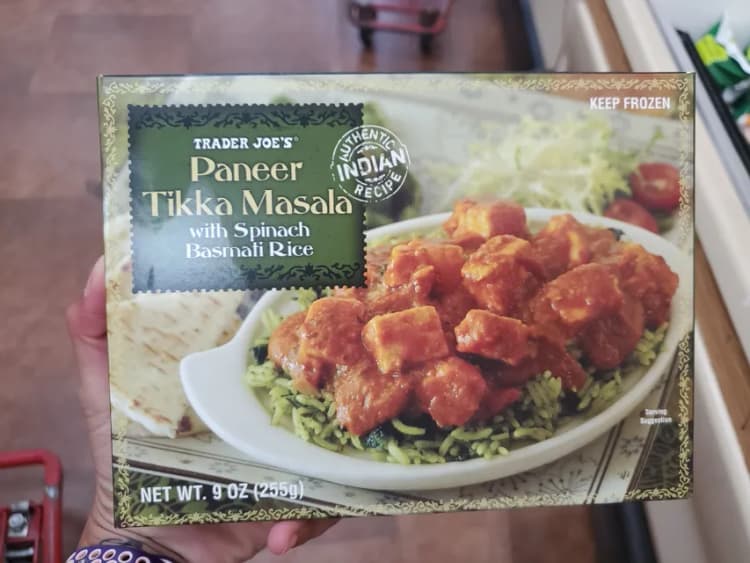 KEEP FROZEN
TRADER JOE'S®
Paneer
Tikka Masala
with Spinach
Basmati Rice
AUTHENTIC
INDIAN
RECIPE
Serving
Suggestion
NET WT. 9 OZ (255g)